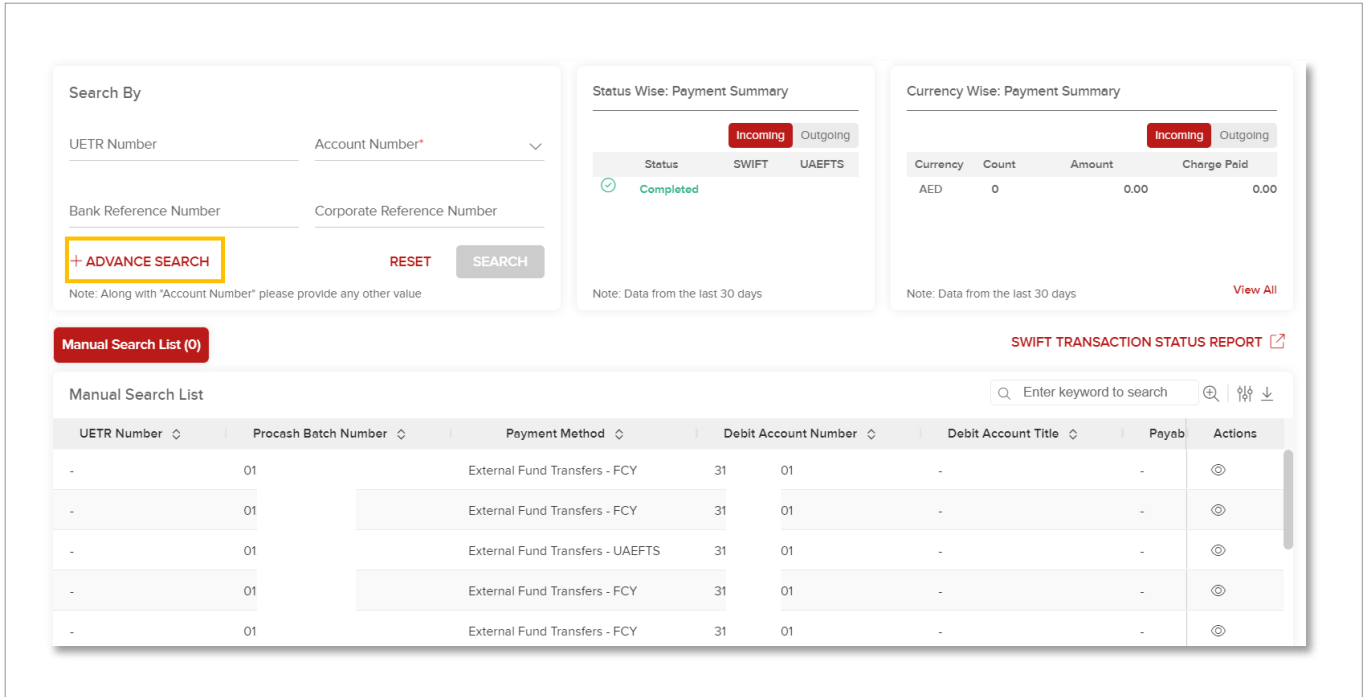 Search By
UETR Number
Account Number*
Bank Reference Number
Corporate Reference Number
+ ADVANCE SEARCH
RESET
SEARCH
Note: Along with "Account Number" please provide any other value
Status Wise: Payment Summary
Incoming Outgoing
Status SWIFT UAEFTS
Completed
Note: Data from the last 30 days
Currency Wise: Payment Summary
Incoming Outgoing
Currency Count Amount Charge Paid
AED 0 0.00 0.00
Note: Data from the last 30 days
View All
Manual Search List (0)
SWIFT TRANSACTION STATUS REPORT
Manual Search List
Enter keyword to search
UETR Number Procash Batch Number Payment Method Debit Account Number Debit Account Title Payab Actions
- 01 External Fund Transfers - FCY 31 01 - -
- 01 External Fund Transfers - FCY 31 01 - -
- 01 External Fund Transfers - UAEFTS 31 01 - -
- 01 External Fund Transfers - FCY 31 01 - -
- 01 External Fund Transfers - FCY 31 01 - -